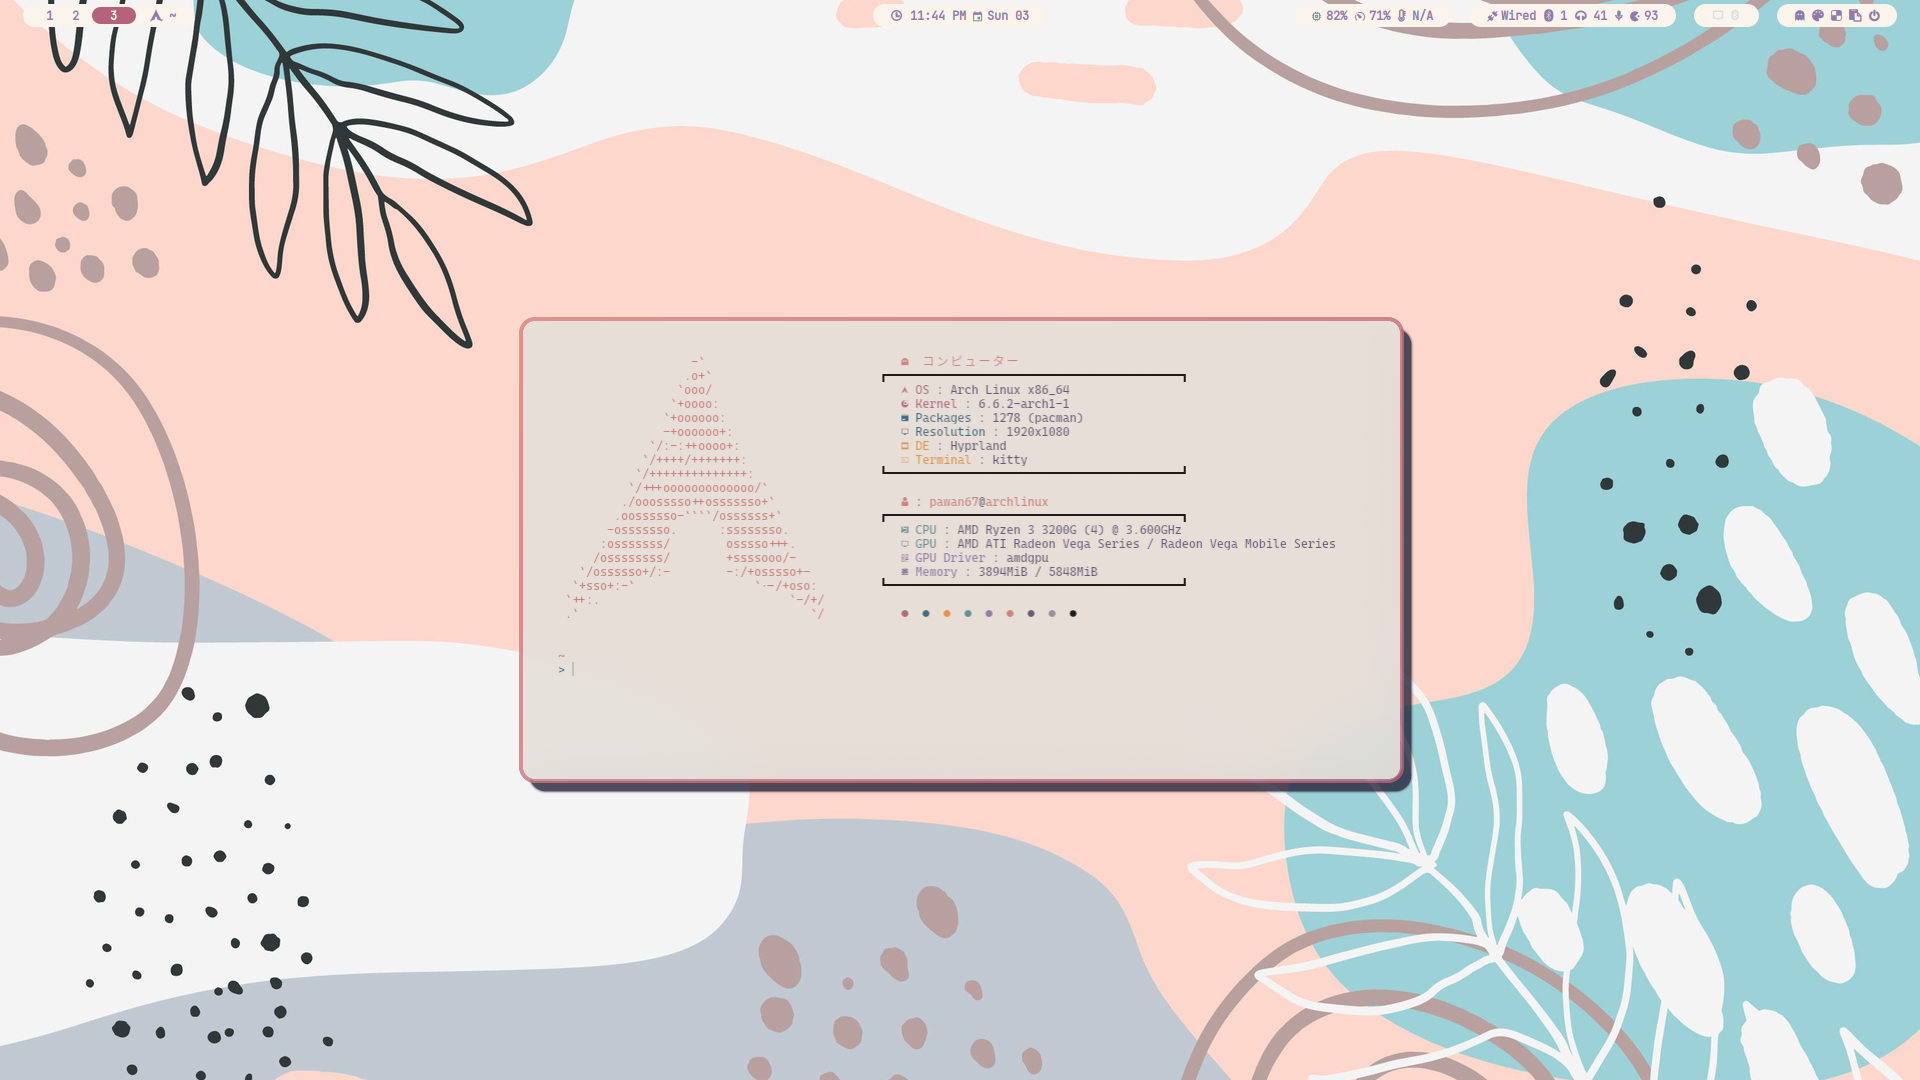 1 2 3 ~
11:44 PM Sun 03
82% 71% N/A
Wired 1 41 93
0
コンピューター
OS : Arch Linux x86_64
Kernel : 6.6.2-arch1-1
Packages : 1278 (pacman)
Resolution : 1920x1080
DE : Hyprland
Terminal : kitty
: pawan67@archlinux
CPU : AMD Ryzen 3 3200G (4) @ 3.600GHz
GPU : AMD ATI Radeon Vega Series / Radeon Vega Mobile Series
GPU Driver : amdgpu
Memory : 3894MiB / 5848MiB
~
>